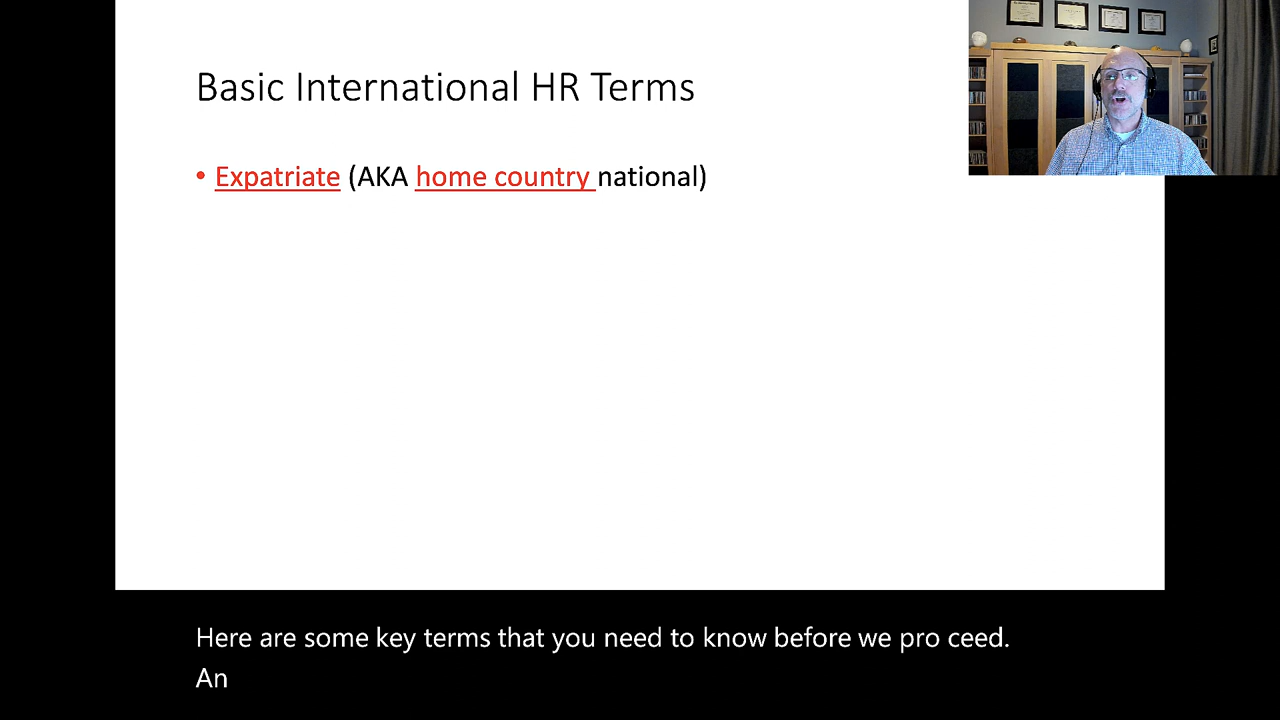 Basic International HR Terms
• Expatriate (AKA home country national)
Here are some key terms that you need to know before we pro ceed.
An